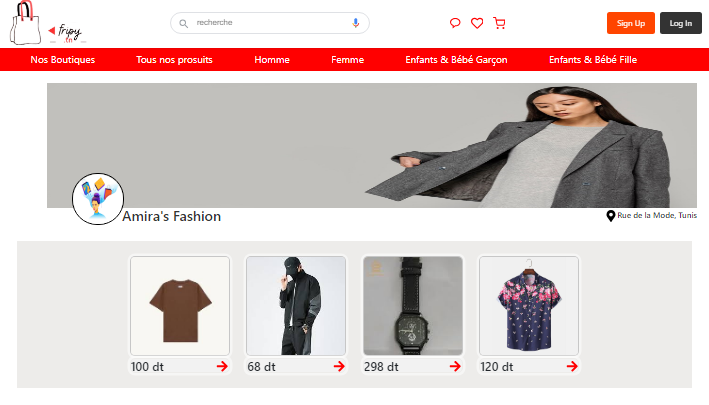 fripy
.tn
recherche
Sign Up
Log In
Nos Boutiques
Tous nos prosuits
Homme
Femme
Enfants & Bébé Garçon
Enfants & Bébé Fille
Amira's Fashion
Rue de la Mode, Tunis
100 dt
68 dt
298 dt
120 dt